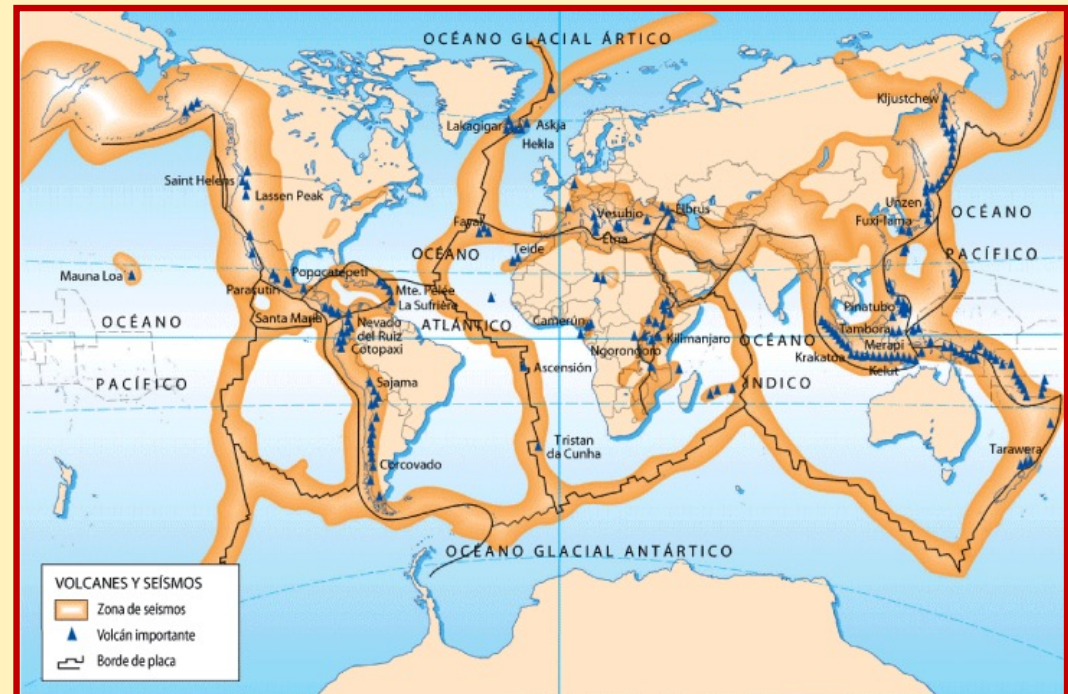 OCÉANO GLACIAL ÁRTICO
Kljustchew
Lakagigar
Askja
Hekla
Saint Helens
Lassen Peak
Unzen
Fuxi-lama
OCÉANO
PACÍFICO
Vesubio
Elbrus
Etna
Fayal
Teide
OCÉANO
ATLÁNTICO
Mauna Loa
Popocatepetl
Paracutin
Mte. Pelée
La Sufrière
Santa María
Nevado
del Ruiz
Cotopaxi
OCÉANO
PACÍFICO
Camerún
Ngorongoro
Kilimanjaro
OCÉANO
ÍNDICO
Pinatubo
Tambora
Merapi
Krakatoa
Kelut
Sajama
Ascensión
Tristan
da Cunha
Corcovado
Tarawera
OCÉANO GLACIAL ANTÁRTICO
VOLCANES Y SEÍSMOS
Zona de seísmos
Volcán importante
Borde de placa